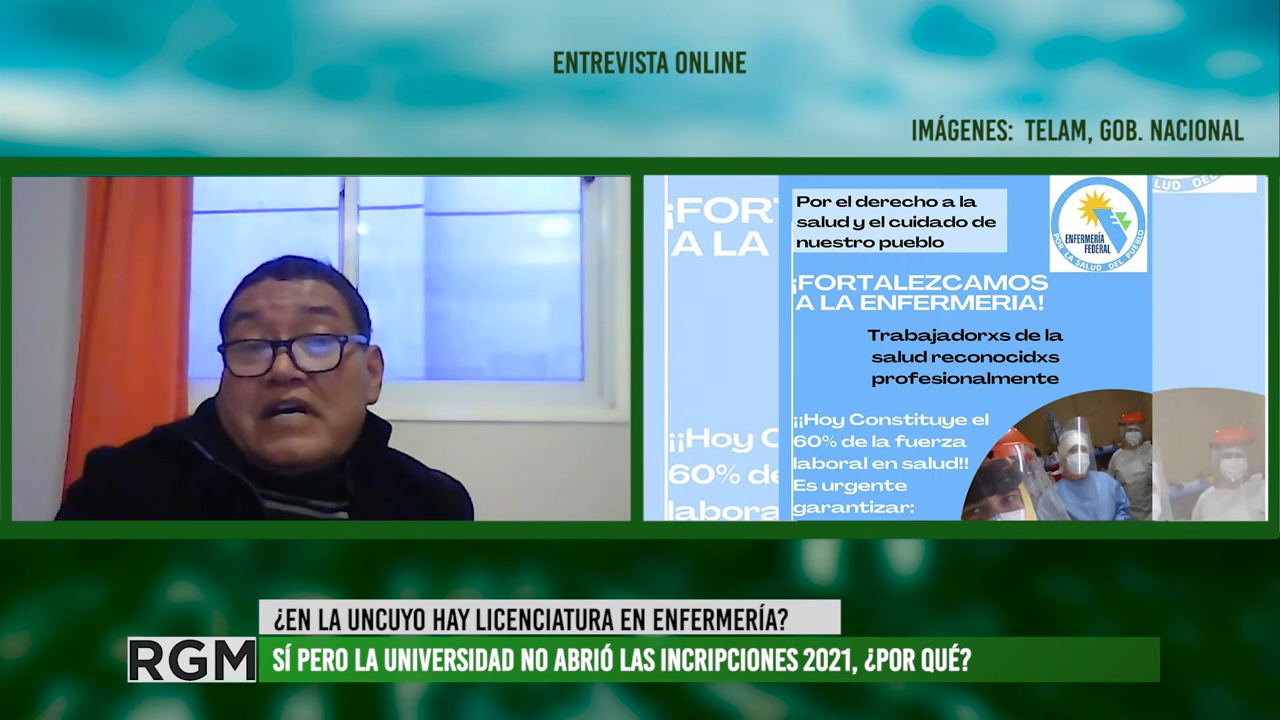 ENTREVISTA ONLINE
IMÁGENES: TELAM, GOB. NACIONAL
¡FORT
A LA
¡¡Hoy C
60% de
labora
Por el derecho a la
salud y el cuidado de
nuestro pueblo
ENFERMERÍA
FEDERAL
POR LA SALUD DEL PUEBLO
LUD DEL
¡FORTALEZCAMOS
A LA ENFERMERIA!
Trabajadorxs de la
salud reconocidxs
profesionalmente
¡¡Hoy Constituye el
60% de la fuerza
laboral en salud!!
Es urgente
garantizar:
¿EN LA UNCUYO HAY LICENCIATURA EN ENFERMERÍA?
RGM
SÍ PERO LA UNIVERSIDAD NO ABRIÓ LAS INCRIPCIONES 2021, ¿POR QUÉ?